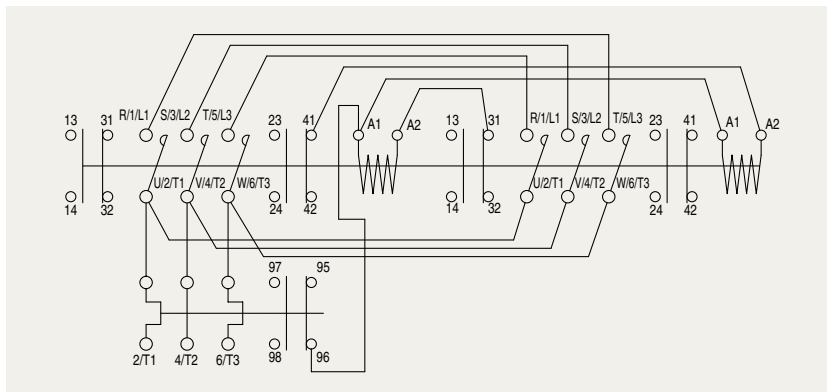 13 31 R/1/L1 S/3/L2 T/5/L3 23 41 A1 A2 13 31 R/1/L1 S/3/L2 T/5/L3 23 41 A1 A2
14 32 U/2/T1 V/4/T2 W/6/T3 24 42 14 32 U/2/T1 V/4/T2 W/6/T3 24 42
97 95
2/T1 4/T2 6/T3 98 96